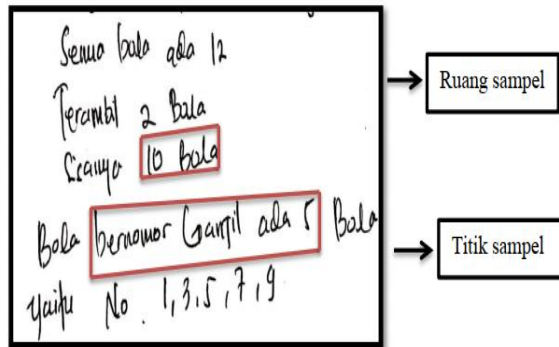 Semua bola ada 12
Terambil 2 Bola
Sisanya 10 Bola
Bola bernomor Ganjil ada 5 Bola
yaitu No. 1,3,5,7,9
Ruang sampel
Titik sampel